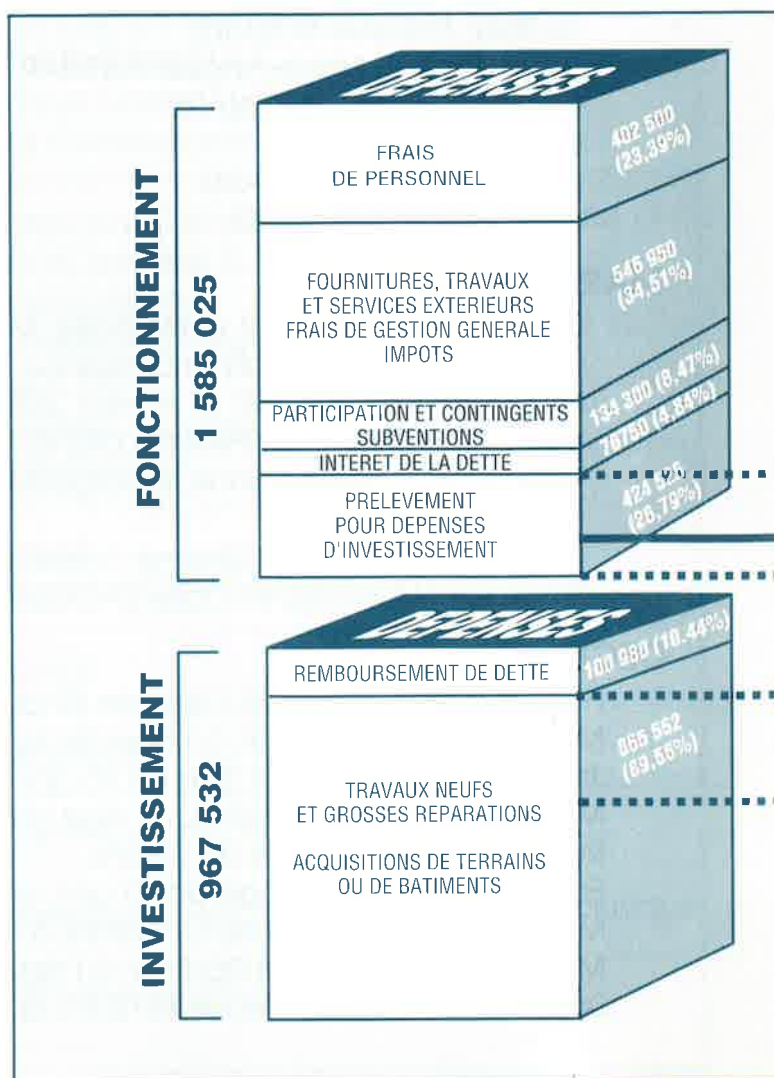 DEPENSES
FRAIS
DE PERSONNEL
402 500
(23,39%)
FOURNITURES, TRAVAUX
ET SERVICES EXTERIEURS
FRAIS DE GESTION GENERALE
IMPOTS
546 950
(34,51%)
PARTICIPATION ET CONTINGENTS
SUBVENTIONS
134 300 (8,47%)
INTERET DE LA DETTE
76750 (4,84%)
PRELEVEMENT
POUR DEPENSES
D'INVESTISSEMENT
424 525
(26,79%)
FONCTIONNEMENT
1 585 025
DEPENSES
REMBOURSEMENT DE DETTE
100 980 (10.44%)
TRAVAUX NEUFS
ET GROSSES REPARATIONS
ACQUISITIONS DE TERRAINS
OU DE BATIMENTS
866 552
(89,56%)
INVESTISSEMENT
967 532